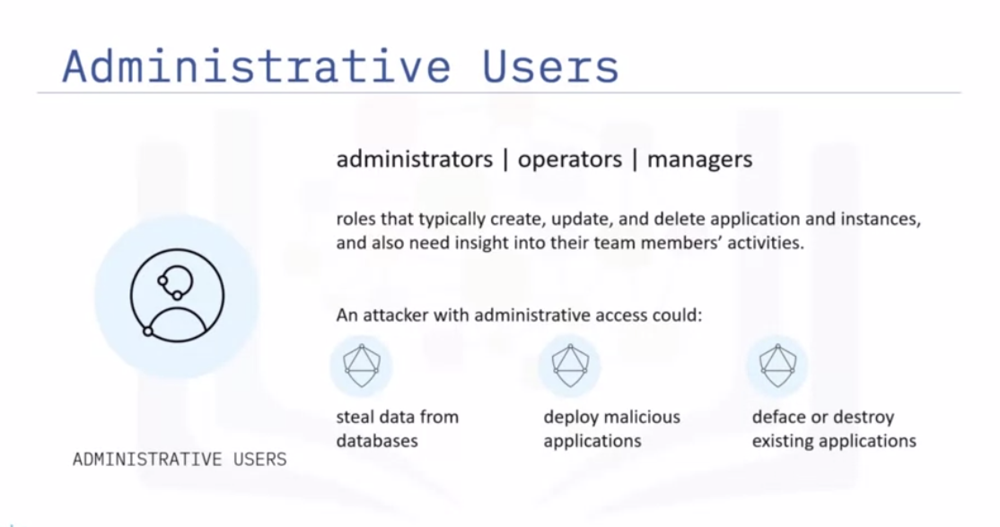 Administrative Users
administrators | operators | managers
roles that typically create, update, and delete application and instances,
and also need insight into their team members' activities.
An attacker with administrative access could:
steal data from
databases
deploy malicious
applications
deface or destroy
existing applications
ADMINISTRATIVE USERS